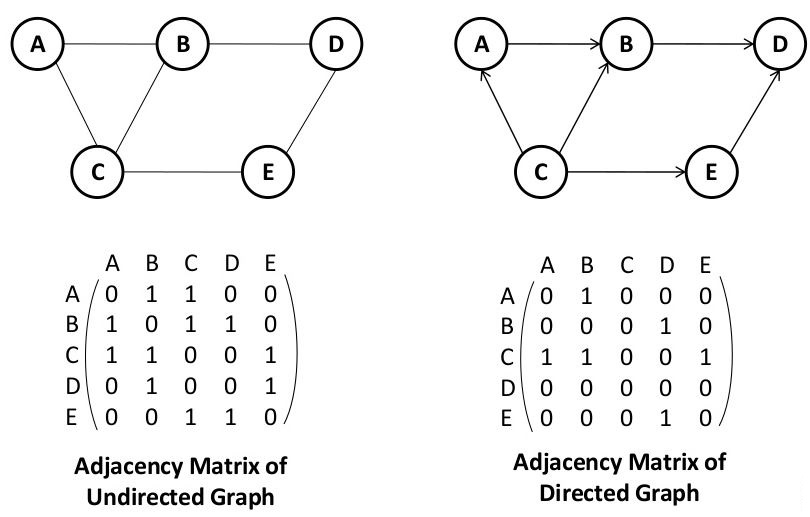 A B D
C E
A B C D E
A 0 1 1 0 0
B 1 0 1 1 0
C 1 1 0 0 1
D 0 1 0 0 1
E 0 0 1 1 0
Adjacency Matrix of
Undirected Graph
A B D
C E
A B C D E
A 0 1 0 0 0
B 0 0 0 1 0
C 1 1 0 0 1
D 0 0 0 0 0
E 0 0 0 1 0
Adjacency Matrix of
Directed Graph